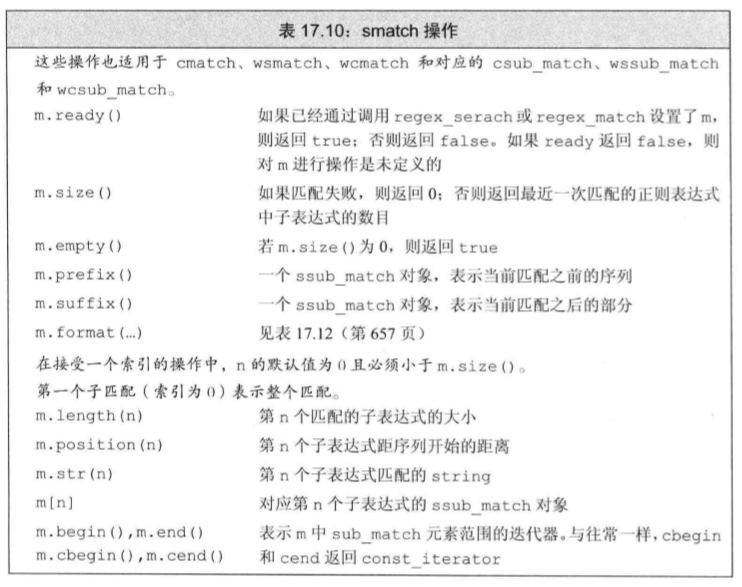 表 17.10：smatch 操作
这些操作也适用于 cmatch、wsmatch、wcmatch 和对应的 csub_match、wssub_match
和 wcsub_match。
m.ready() 如果已经通过调用 regex_serach 或 regex_match 设置了 m，
则返回 true；否则返回 false。如果 ready 返回 false，则
对 m 进行操作是未定义的
m.size() 如果匹配失败，则返回 0；否则返回最近一次匹配的正则表达式
中子表达式的数目
m.empty() 若 m.size() 为 0，则返回 true
m.prefix() 一个 ssub_match 对象，表示当前匹配之前的序列
m.suffix() 一个 ssub_match 对象，表示当前匹配之后的部分
m.format(…) 见表 17.12（第 657 页）
在接受一个索引的操作中，n 的默认值为 0 且必须小于 m.size()。
第一个子匹配（索引为 0）表示整个匹配。
m.length(n) 第 n 个匹配的子表达式的大小
m.position(n) 第 n 个子表达式距序列开始的距离
m.str(n) 第 n 个子表达式匹配的 string
m[n] 对应第 n 个子表达式的 ssub_match 对象
m.begin(),m.end() 表示 m 中 sub_match 元素范围的迭代器。与往常一样，cbegin
m.cbegin(),m.cend() 和 cend 返回 const_iterator